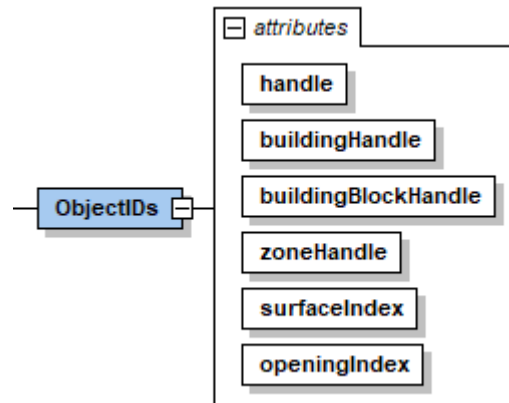 attributes
handle
buildingHandle
buildingBlockHandle
ObjectIDs
zoneHandle
surfaceIndex
openingIndex